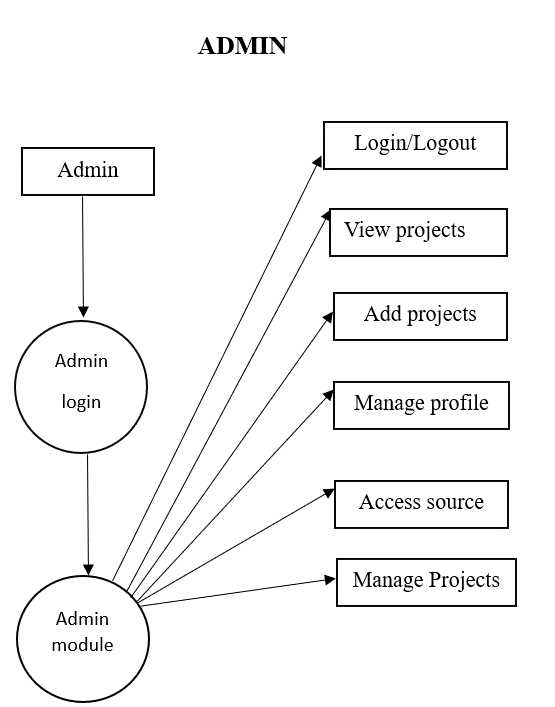 ADMIN
Admin
Admin
login
Admin
module
Login/Logout
View projects
Add projects
Manage profile
Access source
Manage Projects